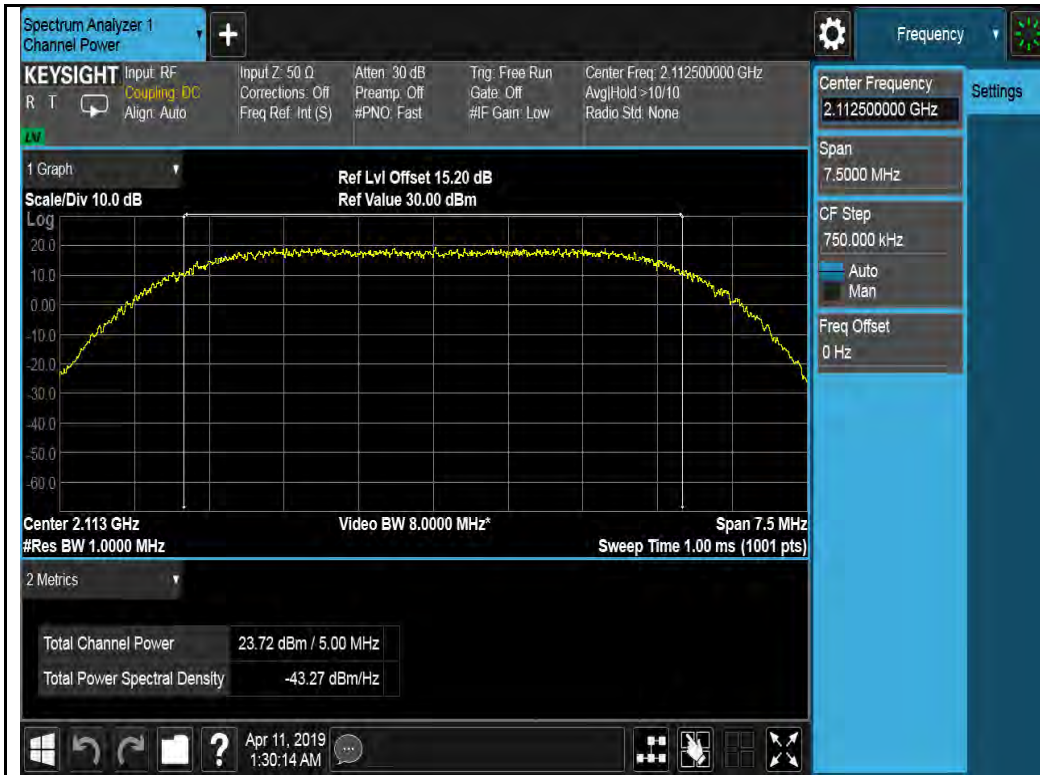 Spectrum Analyzer 1
Channel Power
+
Frequency
KEYSIGHT
R T
LV
Input: RF
Coupling: DC
Align: Auto
Input Z: 50 Ω
Corrections: Off
Freq Ref: Int (S)
Atten: 30 dB
Preamp: Off
#PNO: Fast
Trig: Free Run
Gate: Off
#IF Gain: Low
Center Freq: 2.112500000 GHz
Avg|Hold >10/10
Radio Std: None
Center Frequency
2.112500000 GHz
Settings
Span
7.5000 MHz
CF Step
750.000 kHz
Auto
Man
Freq Offset
0 Hz
1 Graph
Ref Lvl Offset 15.20 dB
Scale/Div 10.0 dB
Ref Value 30.00 dBm
Log
20.0
10.0
0.00
-10.0
-20.0
-30.0
-40.0
-50.0
-60.0
Center 2.113 GHz
Video BW 8.0000 MHz*
Span 7.5 MHz
#Res BW 1.0000 MHz
Sweep Time 1.00 ms (1001 pts)
2 Metrics
Total Channel Power 23.72 dBm / 5.00 MHz
Total Power Spectral Density -43.27 dBm/Hz
?
Apr 11, 2019
1:30:14 AM